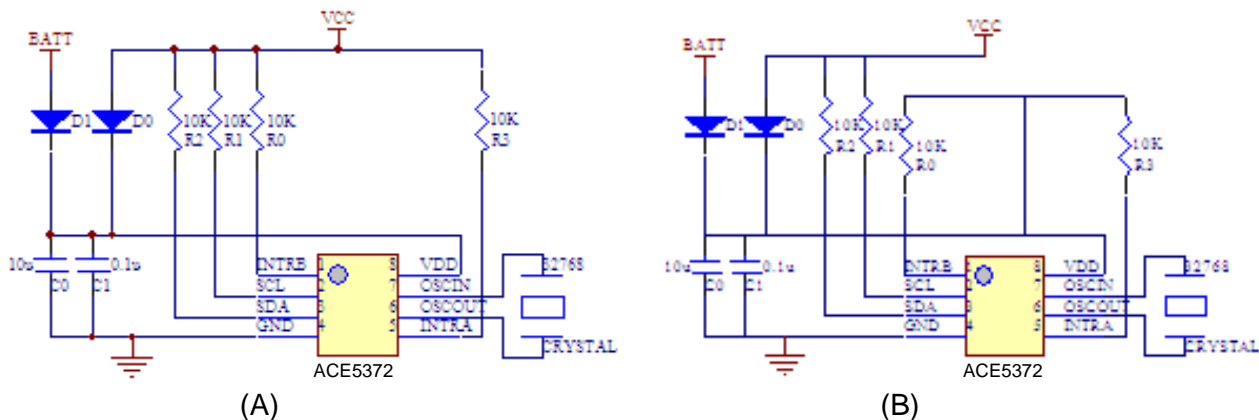 VCC
BATT
D1
D0
10K
10K
10K
R2
R1
R0
10K
R3
10u
0.1u
C0
C1
INTRB
SCL
SDA
GND
1
2
3
4
8
7
6
5
VDD
OSCIN
OSCOUT
INTRA
32768
CRYSTAL
ACE5372
(A)
VCC
BATT
D1
D0
10K
10K
R2
R1
10K
R0
10K
R3
10u
0.1u
C0
C1
INTRB
SCL
SDA
GND
1
2
3
4
8
7
6
5
VDD
OSCIN
OSCOUT
INTRA
32768
CRYSTAL
ACE5372
(B)